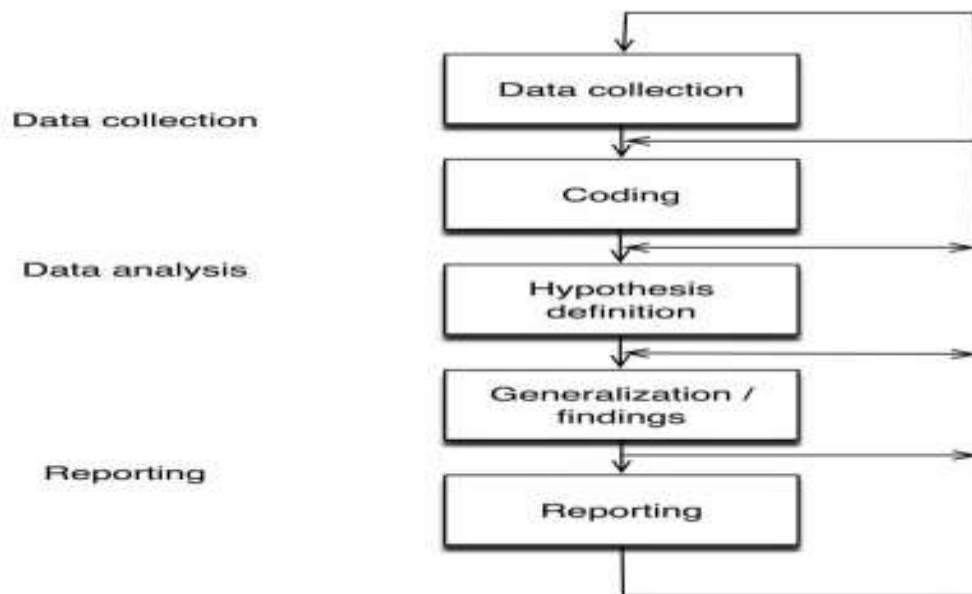 Data collection
Data collection
Coding
Data analysis
Hypothesis
definition
Generalization /
findings
Reporting
Reporting